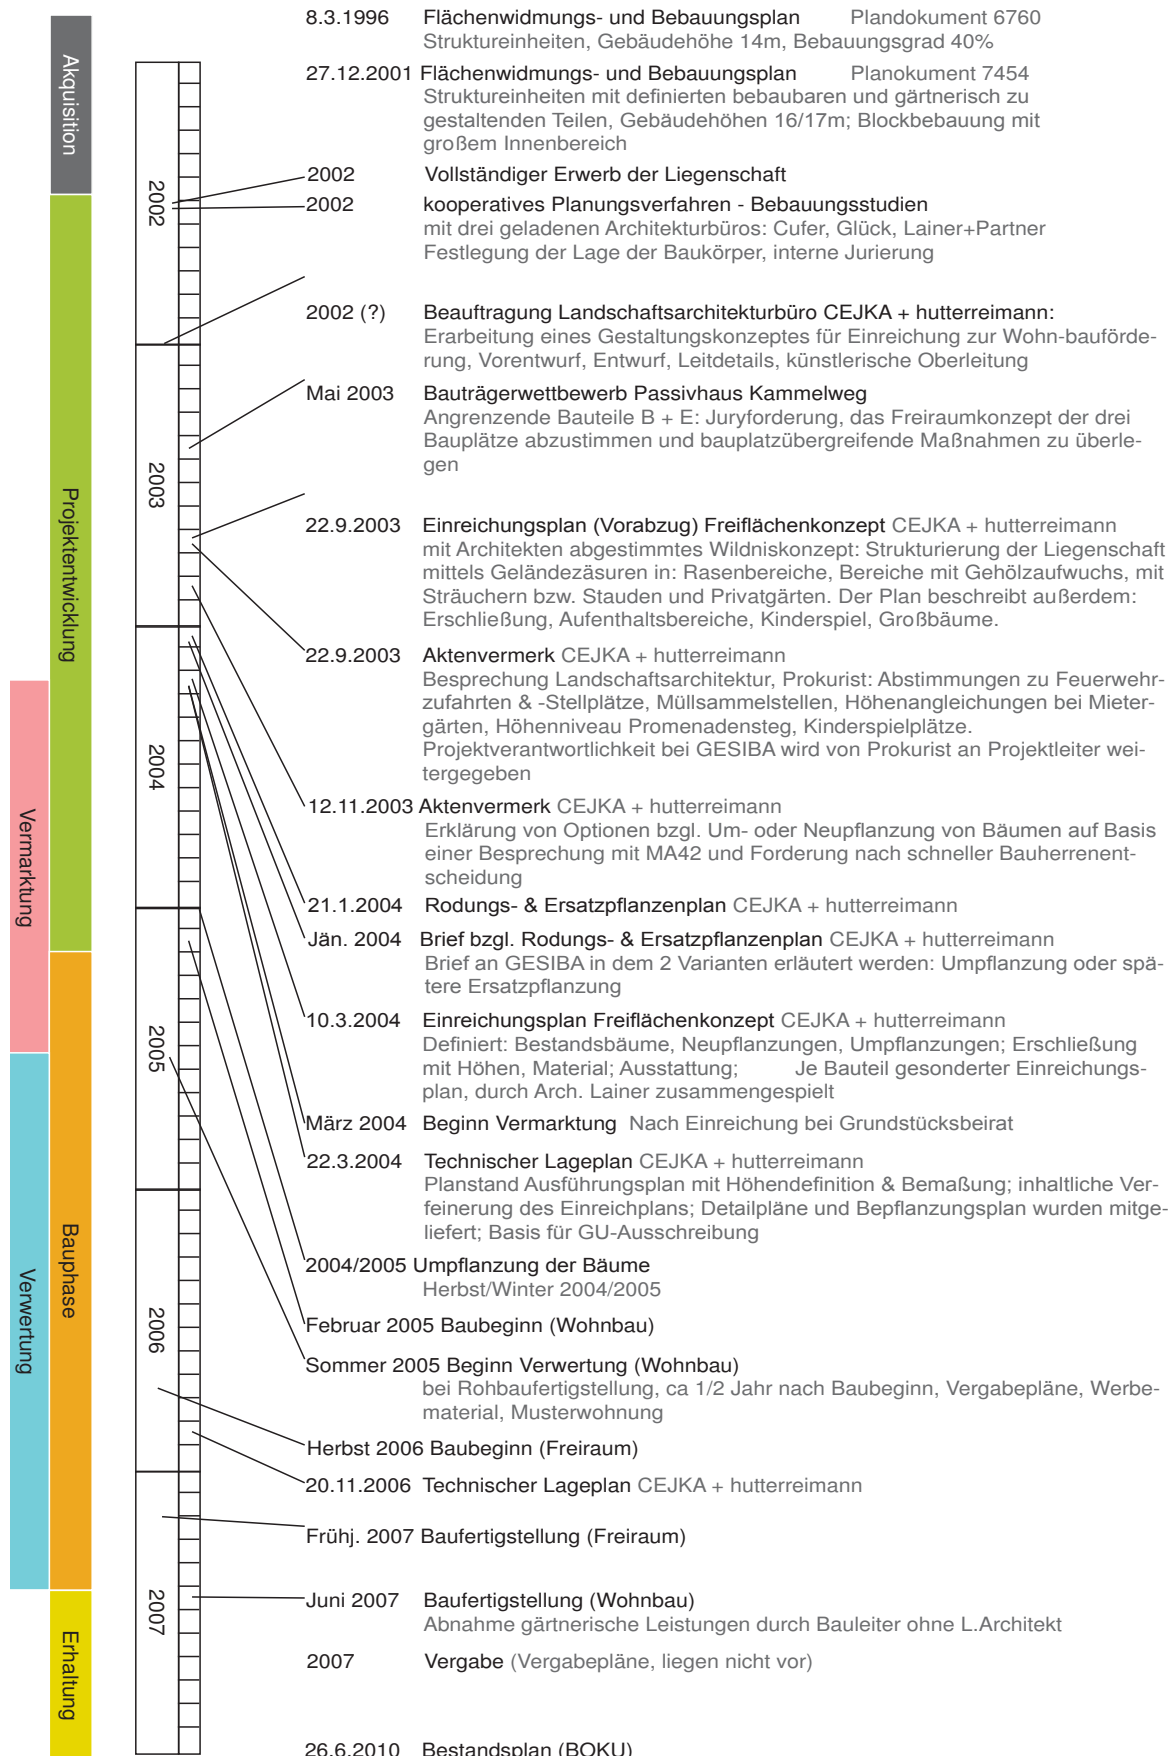 8.3.1996 Flächenwidmungs- und Bebauungsplan Plandokument 6760
Struktureinheiten, Gebäudehöhe 14m, Bebauungsgrad 40%
27.12.2001 Flächenwidmungs- und Bebauungsplan Planokument 7454
Struktureinheiten mit definierten bebaubaren und gärtnerisch zu
gestaltenden Teilen, Gebäudehöhen 16/17m; Blockbebauung mit
großem Innenbereich
2002 Vollständiger Erwerb der Liegenschaft
2002 kooperatives Planungsverfahren - Bebauungsstudien
mit drei geladenen Architekturbüros: Cufer, Glück, Lainer+Partner
Festlegung der Lage der Baukörper, interne Jurierung
2002 (?) Beauftragung Landschaftsarchitekturbüro CEJKA + hutterreimann:
Erarbeitung eines Gestaltungskonzeptes für Einreichung zur Wohn-bauförde-
rung, Vorentwurf, Entwurf, Leitdetails, künstlerische Oberleitung
Mai 2003 Bauträgerwettbewerb Passivhaus Kammelweg
Angrenzende Bauteile B + E: Juryforderung, das Freiraumkonzept der drei
Bauplätze abzustimmen und bauplatzübergreifende Maßnahmen zu überle-
gen
22.9.2003 Einreichungsplan (Vorabzug) Freiflächenkonzept CEJKA + hutterreimann
mit Architekten abgestimmtes Wildniskonzept: Strukturierung der Liegenschaft
mittels Geländezäsuren in: Rasenbereiche, Bereiche mit Gehölzaufwuchs, mit
Sträuchern bzw. Stauden und Privatgärten. Der Plan beschreibt außerdem:
Erschließung, Aufenthaltsbereiche, Kinderspiel, Großbäume.
22.9.2003 Aktenvermerk CEJKA + hutterreimann
Besprechung Landschaftsarchitektur, Prokurist: Abstimmungen zu Feuerwehr-
zufahrten & -Stellplätze, Müllsammelstellen, Höhenangleichungen bei Mieter-
gärten, Höhenniveau Promenadensteg, Kinderspielplätze.
Projektverantwortlichkeit bei GESIBA wird von Prokurist an Projektleiter wei-
tergegeben
12.11.2003 Aktenvermerk CEJKA + hutterreimann
Erklärung von Optionen bzgl. Um- oder Neupflanzung von Bäumen auf Basis
einer Besprechung mit MA42 und Forderung nach schneller Bauherrenent-
scheidung
21.1.2004 Rodungs- & Ersatzpflanzenplan CEJKA + hutterreimann
Jän. 2004 Brief bzgl. Rodungs- & Ersatzpflanzenplan CEJKA + hutterreimann
Brief an GESIBA in dem 2 Varianten erläutert werden: Umpflanzung oder spä-
tere Ersatzpflanzung
10.3.2004 Einreichungsplan Freiflächenkonzept CEJKA + hutterreimann
Definiert: Bestandsbäume, Neupflanzungen, Umpflanzungen; Erschließung
mit Höhen, Material; Ausstattung; Je Bauteil gesonderter Einreichungs-
plan, durch Arch. Lainer zusammengespielt
März 2004 Beginn Vermarktung Nach Einreichung bei Grundstücksbeirat
22.3.2004 Technischer Lageplan CEJKA + hutterreimann
Planstand Ausführungsplan mit Höhendefinition & Bemaßung; inhaltliche Ver-
feinerung des Einreichplans; Detailpläne und Bepflanzungsplan wurden mitge-
liefert; Basis für GU-Ausschreibung
2004/2005 Umpflanzung der Bäume
Herbst/Winter 2004/2005
Februar 2005 Baubeginn (Wohnbau)
Sommer 2005 Beginn Verwertung (Wohnbau)
bei Rohbaufertigstellung, ca 1/2 Jahr nach Baubeginn, Vergabepläne, Werbe-
material, Musterwohnung
Herbst 2006 Baubeginn (Freiraum)
20.11.2006 Technischer Lageplan CEJKA + hutterreimann
Frühj. 2007 Baufertigstellung (Freiraum)
Juni 2007 Baufertigstellung (Wohnbau)
Abnahme gärtnerische Leistungen durch Bauleiter ohne L.Architekt
2007 Vergabe (Vergabepläne, liegen nicht vor)
26.6.2010 Bestandsplan (BOKU)
Akquisition
Projektentwicklung
Vermarktung
Bauphase
Verwertung
Erhaltung
2002
2003
2004
2005
2006
2007